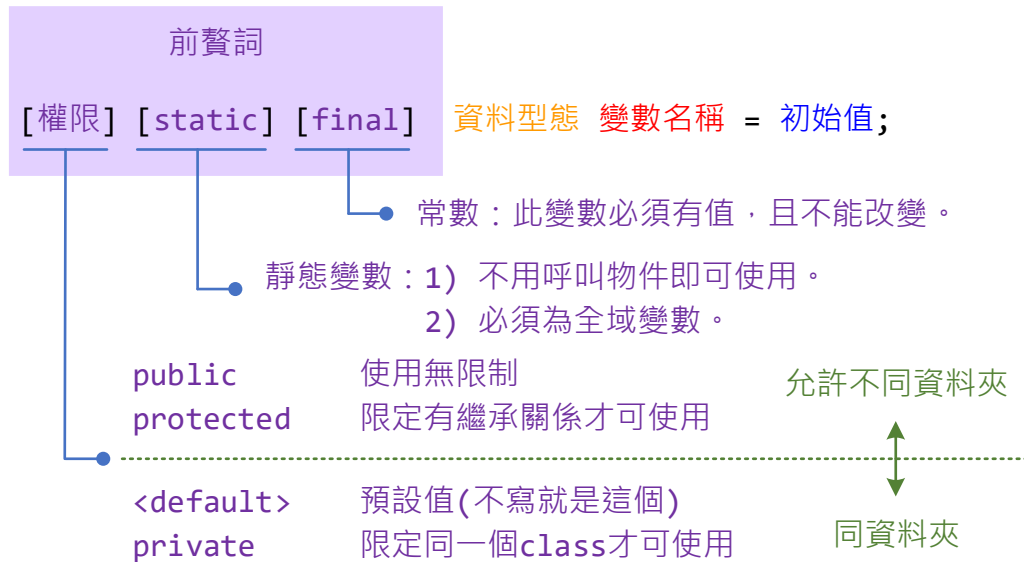 前贅詞
[權限] [static] [final] 資料型態 變數名稱 = 初始值;
常數：此變數必須有值，且不能改變。
靜態變數：1) 不用呼叫物件即可使用。
2) 必須為全域變數。
public 使用無限制
允許不同資料夾
protected 限定有繼承關係才可使用
<default> 預設值(不寫就是這個)
同資料夾
private 限定同一個class才可使用